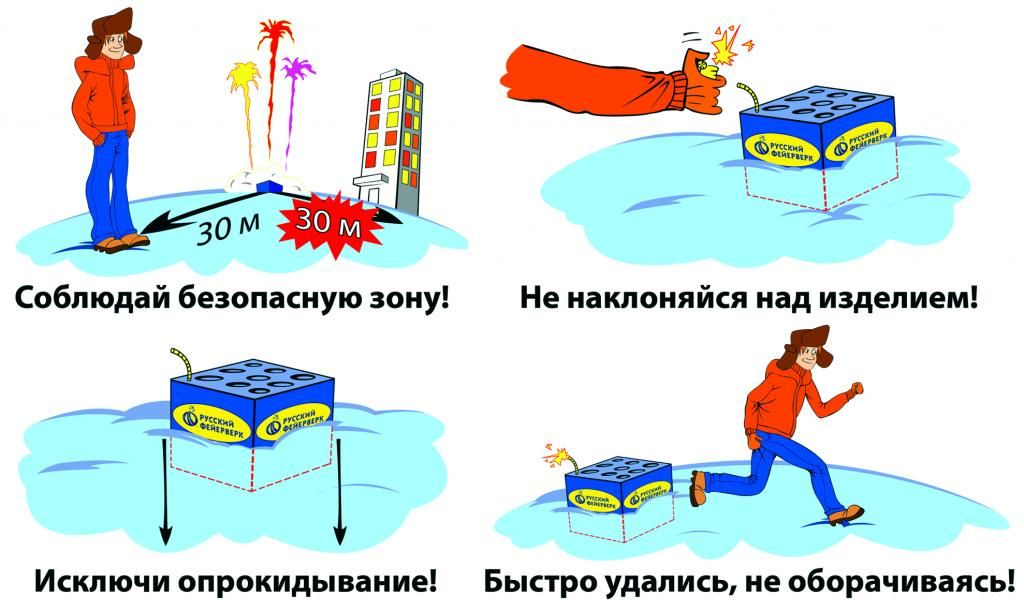 30 м
30 м
Соблюдай безопасную зону!
РУССКИЙ
ФЕЙЕРВЕРК
РУССКИЙ
ФЕЙЕРВЕРК
Не наклоняйся над изделием!
РУССКИЙ
ФЕЙЕРВЕРК
РУССКИЙ
ФЕЙЕРВЕРК
Исключи опрокидывание!
РУССКИЙ
ФЕЙЕРВЕРК
РУССКИЙ
ФЕЙЕРВЕРК
Быстро удались, не оборачиваясь!